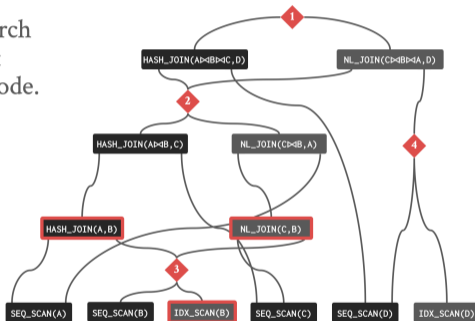 rch
ode.
1
HASH_JOIN(A⋈B⋈C,D)
NL_JOIN(C⋈B⋈A,D)
2
HASH_JOIN(A⋈B,C)
NL_JOIN(C⋈B,A)
4
HASH_JOIN(A,B)
NL_JOIN(C,B)
3
SEQ_SCAN(A)
SEQ_SCAN(B)
IDX_SCAN(B)
SEQ_SCAN(C)
SEQ_SCAN(D)
IDX_SCAN(D)